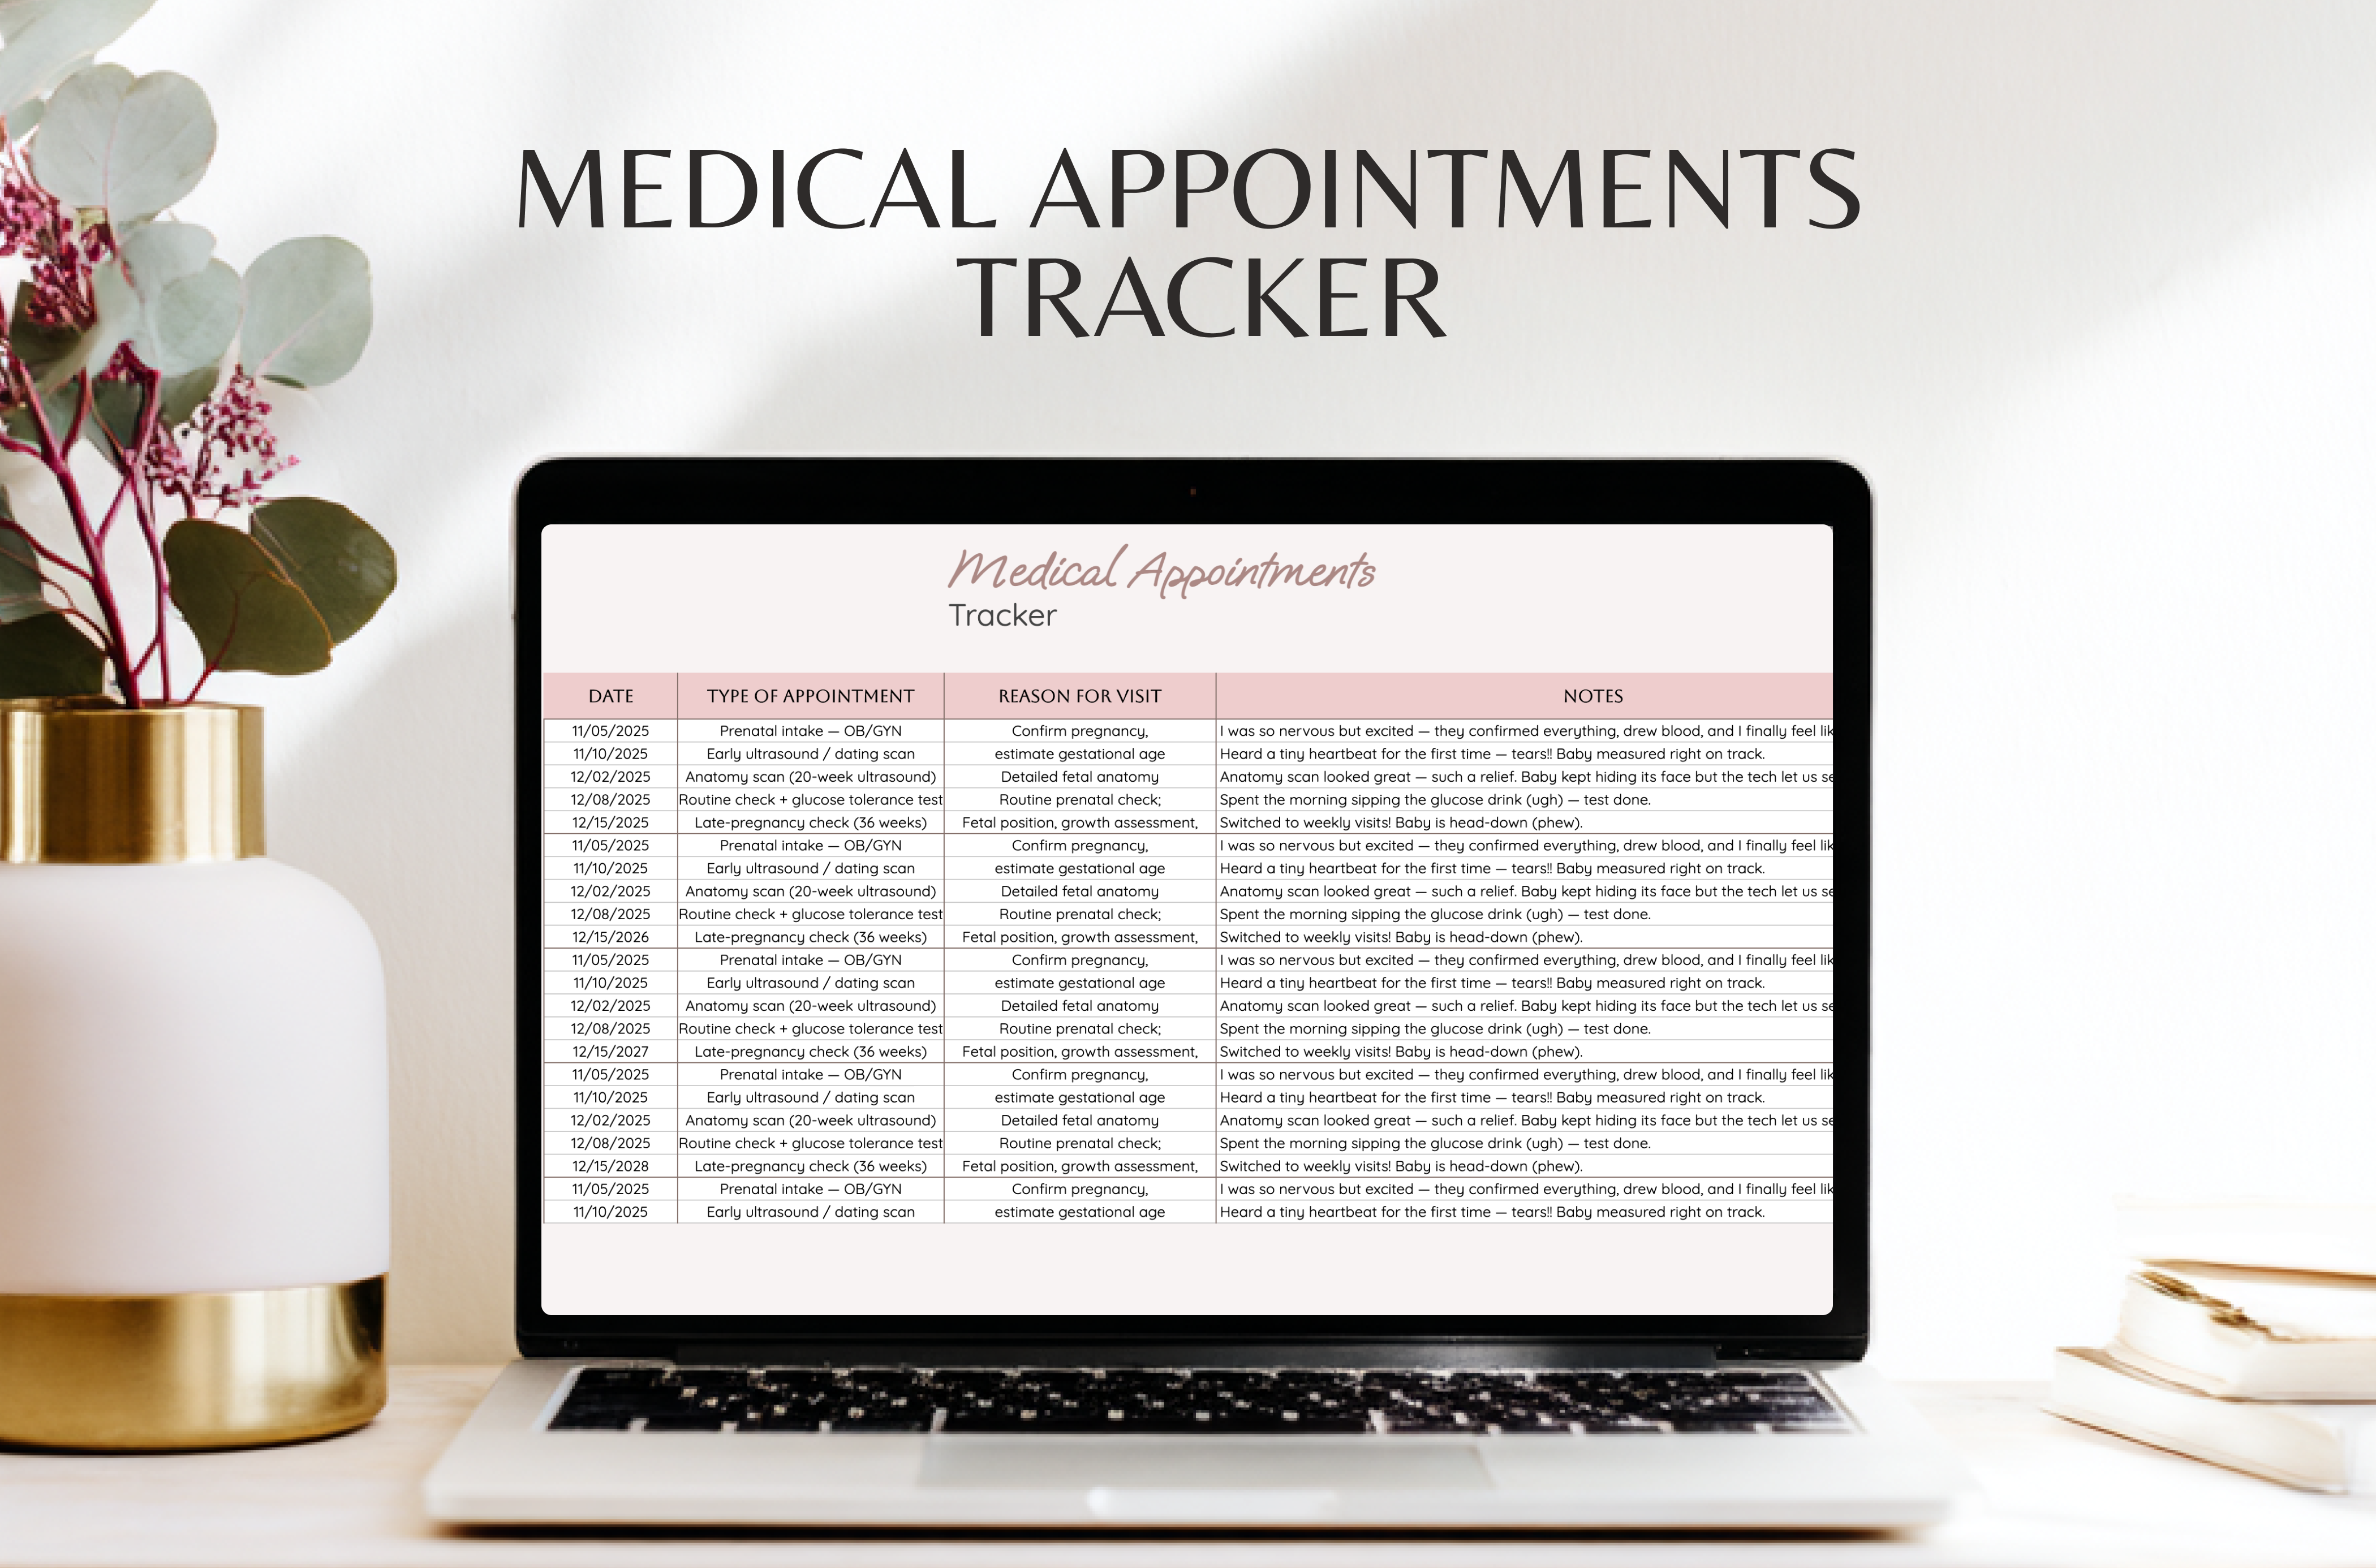 MEDICAL APPOINTMENTS
TRACKER
Medical Appointments
Tracker
DATE TYPE OF APPOINTMENT REASON FOR VISIT NOTES
11/05/2025 Prenatal intake — OB/GYN Confirm pregnancy, I was so nervous but excited — they confirmed everything, drew blood, and I finally feel lik
11/10/2025 Early ultrasound / dating scan estimate gestational age Heard a tiny heartbeat for the first time — tears!! Baby measured right on track.
12/02/2025 Anatomy scan (20-week ultrasound) Detailed fetal anatomy Anatomy scan looked great — such a relief. Baby kept hiding its face but the tech let us se
12/08/2025 Routine check + glucose tolerance test Routine prenatal check; Spent the morning sipping the glucose drink (ugh) — test done.
12/15/2025 Late-pregnancy check (36 weeks) Fetal position, growth assessment, Switched to weekly visits! Baby is head-down (phew).
11/05/2025 Prenatal intake — OB/GYN Confirm pregnancy, I was so nervous but excited — they confirmed everything, drew blood, and I finally feel lik
11/10/2025 Early ultrasound / dating scan estimate gestational age Heard a tiny heartbeat for the first time — tears!! Baby measured right on track.
12/02/2025 Anatomy scan (20-week ultrasound) Detailed fetal anatomy Anatomy scan looked great — such a relief. Baby kept hiding its face but the tech let us se
12/08/2025 Routine check + glucose tolerance test Routine prenatal check; Spent the morning sipping the glucose drink (ugh) — test done.
12/15/2026 Late-pregnancy check (36 weeks) Fetal position, growth assessment, Switched to weekly visits! Baby is head-down (phew).
11/05/2025 Prenatal intake — OB/GYN Confirm pregnancy, I was so nervous but excited — they confirmed everything, drew blood, and I finally feel lik
11/10/2025 Early ultrasound / dating scan estimate gestational age Heard a tiny heartbeat for the first time — tears!! Baby measured right on track.
12/02/2025 Anatomy scan (20-week ultrasound) Detailed fetal anatomy Anatomy scan looked great — such a relief. Baby kept hiding its face but the tech let us se
12/08/2025 Routine check + glucose tolerance test Routine prenatal check; Spent the morning sipping the glucose drink (ugh) — test done.
12/15/2027 Late-pregnancy check (36 weeks) Fetal position, growth assessment, Switched to weekly visits! Baby is head-down (phew).
11/05/2025 Prenatal intake — OB/GYN Confirm pregnancy, I was so nervous but excited — they confirmed everything, drew blood, and I finally feel lik
11/10/2025 Early ultrasound / dating scan estimate gestational age Heard a tiny heartbeat for the first time — tears!! Baby measured right on track.
12/02/2025 Anatomy scan (20-week ultrasound) Detailed fetal anatomy Anatomy scan looked great — such a relief. Baby kept hiding its face but the tech let us se
12/08/2025 Routine check + glucose tolerance test Routine prenatal check; Spent the morning sipping the glucose drink (ugh) — test done.
12/15/2028 Late-pregnancy check (36 weeks) Fetal position, growth assessment, Switched to weekly visits! Baby is head-down (phew).
11/05/2025 Prenatal intake — OB/GYN Confirm pregnancy, I was so nervous but excited — they confirmed everything, drew blood, and I finally feel lik
11/10/2025 Early ultrasound / dating scan estimate gestational age Heard a tiny heartbeat for the first time — tears!! Baby measured right on track.